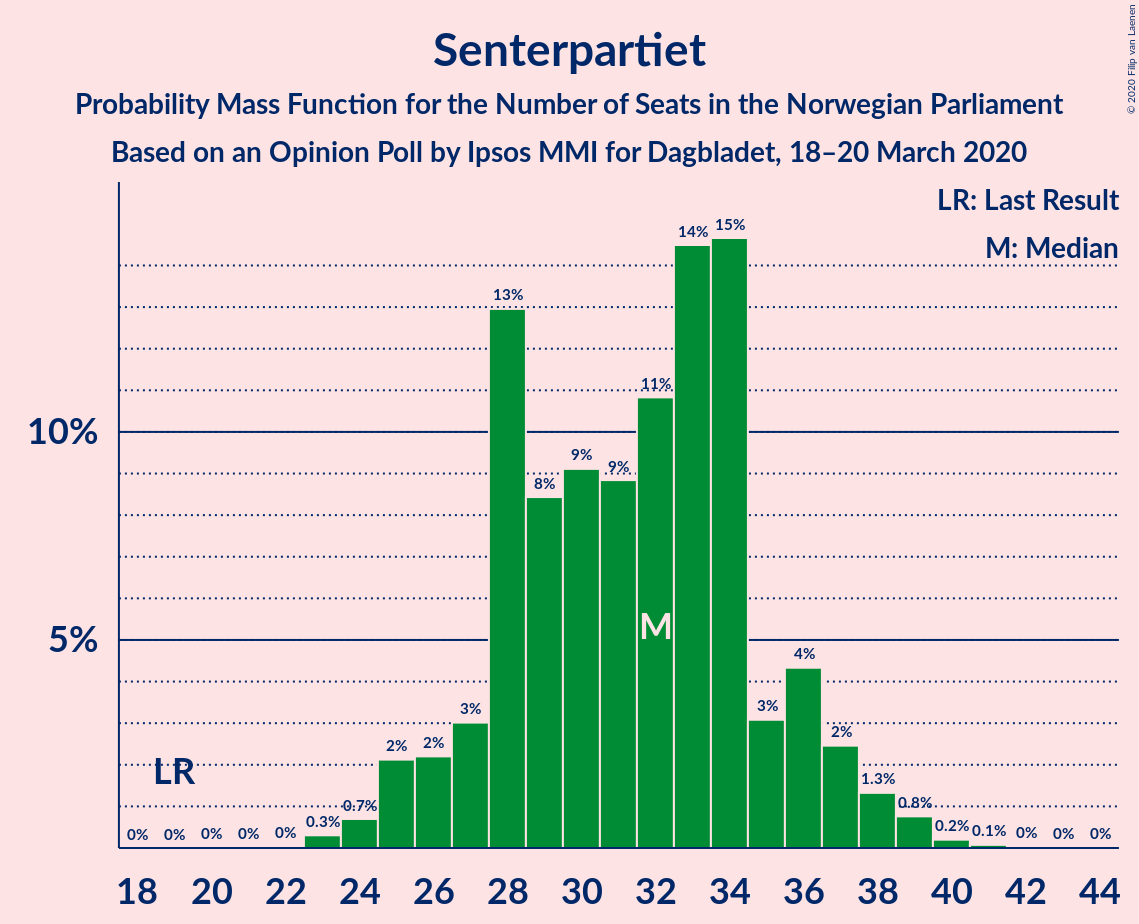 Senterpartiet
Probability Mass Function for the Number of Seats in the Norwegian Parliament
Based on an Opinion Poll by Ipsos MMI for Dagbladet, 18–20 March 2020
© 2020 Filip van Laenen
LR: Last Result
M: Median
10%
5%
0% 0% 0% 0% 0% 0.3% 0.7% 2% 2% 3% 13% 8% 9% 9% 11% 14% 15% 3% 4% 2% 1.3% 0.8% 0.2% 0.1% 0% 0% 0%
M
LR
18 20 22 24 26 28 30 32 34 36 38 40 42 44